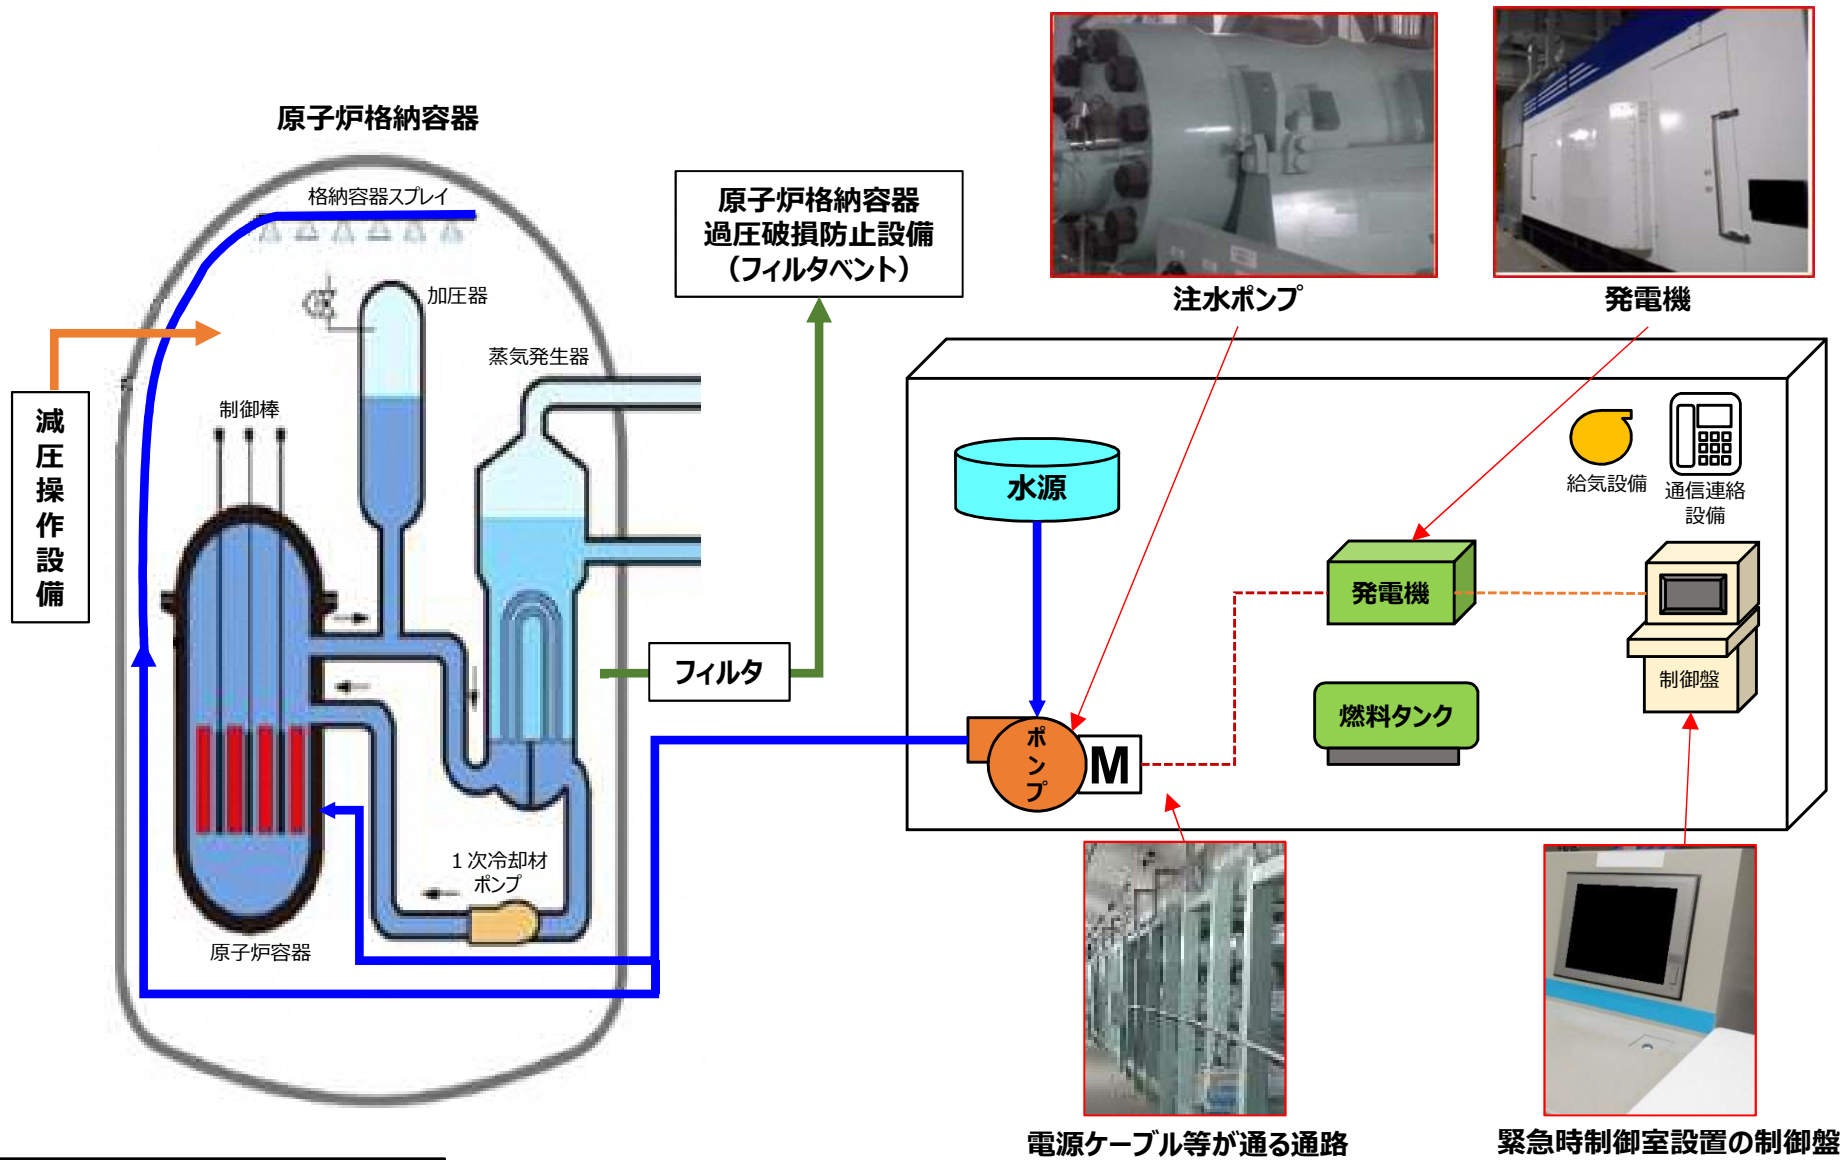 原子炉格納容器
格納容器スプレイ
加圧器
蒸気発生器
制御棒
減圧操作設備
原子炉容器
１次冷却材
ポンプ
原子炉格納容器
過圧破損防止設備
（フィルタベント）
フィルタ
注水ポンプ
発電機
水源
給気設備
通信連絡
設備
発電機
制御盤
燃料タンク
ポンプ
M
電源ケーブル等が通る通路
緊急時制御室設置の制御盤